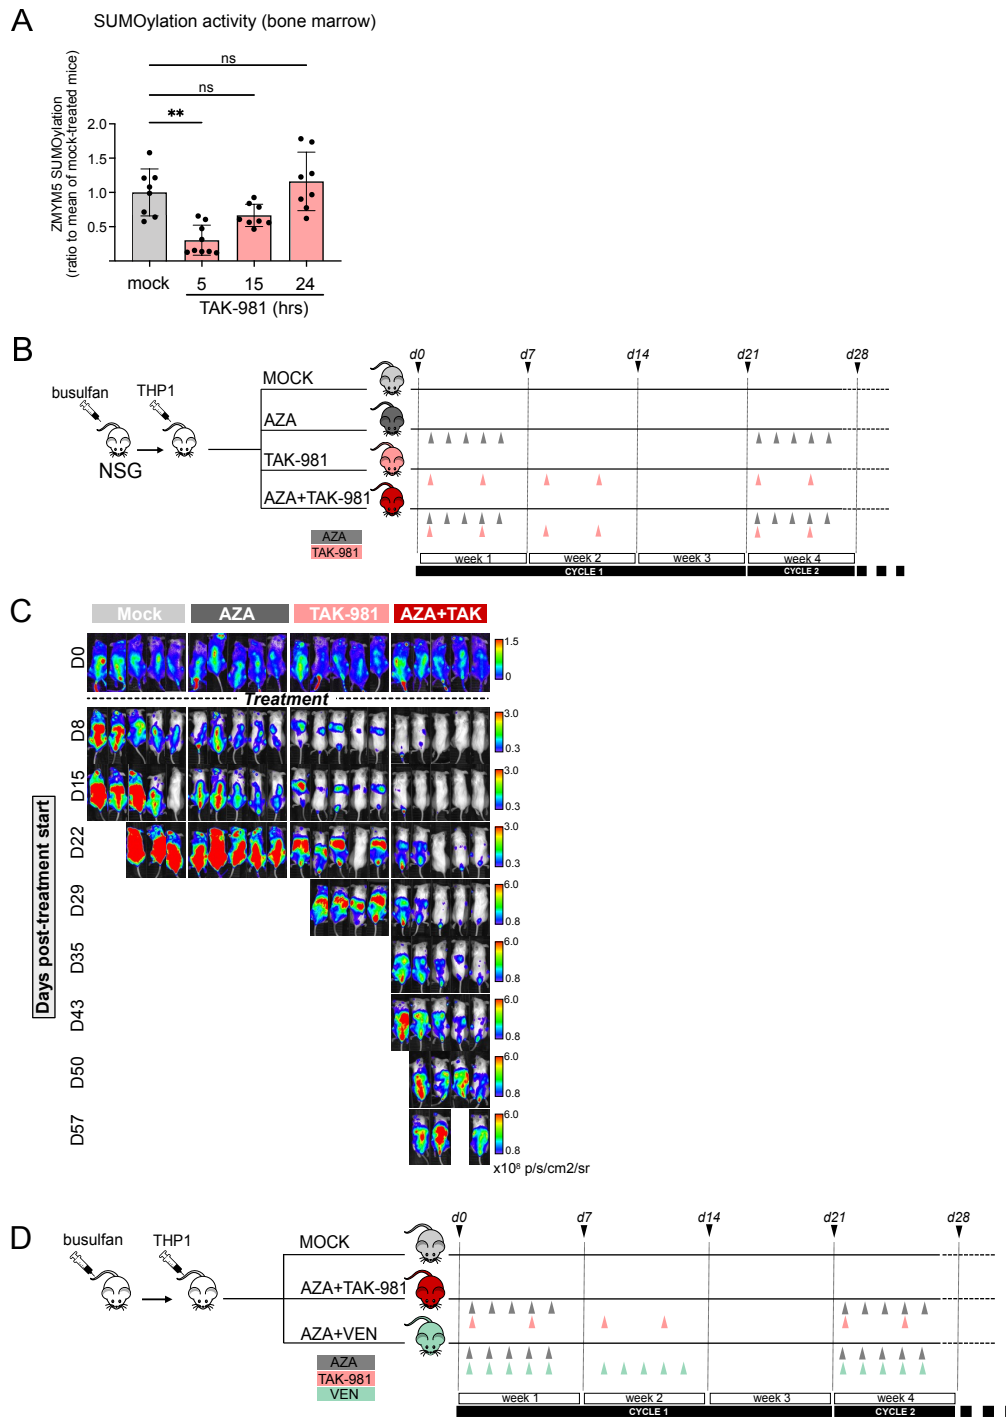 A
SUMOylation activity (bone marrow)
ZMYM5 SUMOylation
(ratio to mean of mock-treated mice)
ns
ns
**
2.0
1.5
1.0
0.5
mock
5
15
24
TAK-981 (hrs)
B
d0
d7
d14
d21
d28
busulfan
THP1
NSG
MOCK
AZA
TAK-981
AZA+TAK-981
AZA
TAK-981
week 1
week 2
week 3
week 4
CYCLE 1
CYCLE 2
C
Mock
AZA
TAK-981
AZA+TAK
Days post-treatment start
D0
1.5
0
Treatment
D8
3.0
0.3
D15
3.0
0.3
D22
3.0
0.3
D29
6.0
0.8
D35
6.0
0.8
D43
6.0
0.8
D50
6.0
0.8
D57
6.0
0.8
x10⁸ p/s/cm2/sr
D
d0
d7
d14
d21
d28
busulfan
THP1
MOCK
AZA+TAK-981
AZA+VEN
AZA
TAK-981
VEN
week 1
week 2
week 3
week 4
CYCLE 1
CYCLE 2